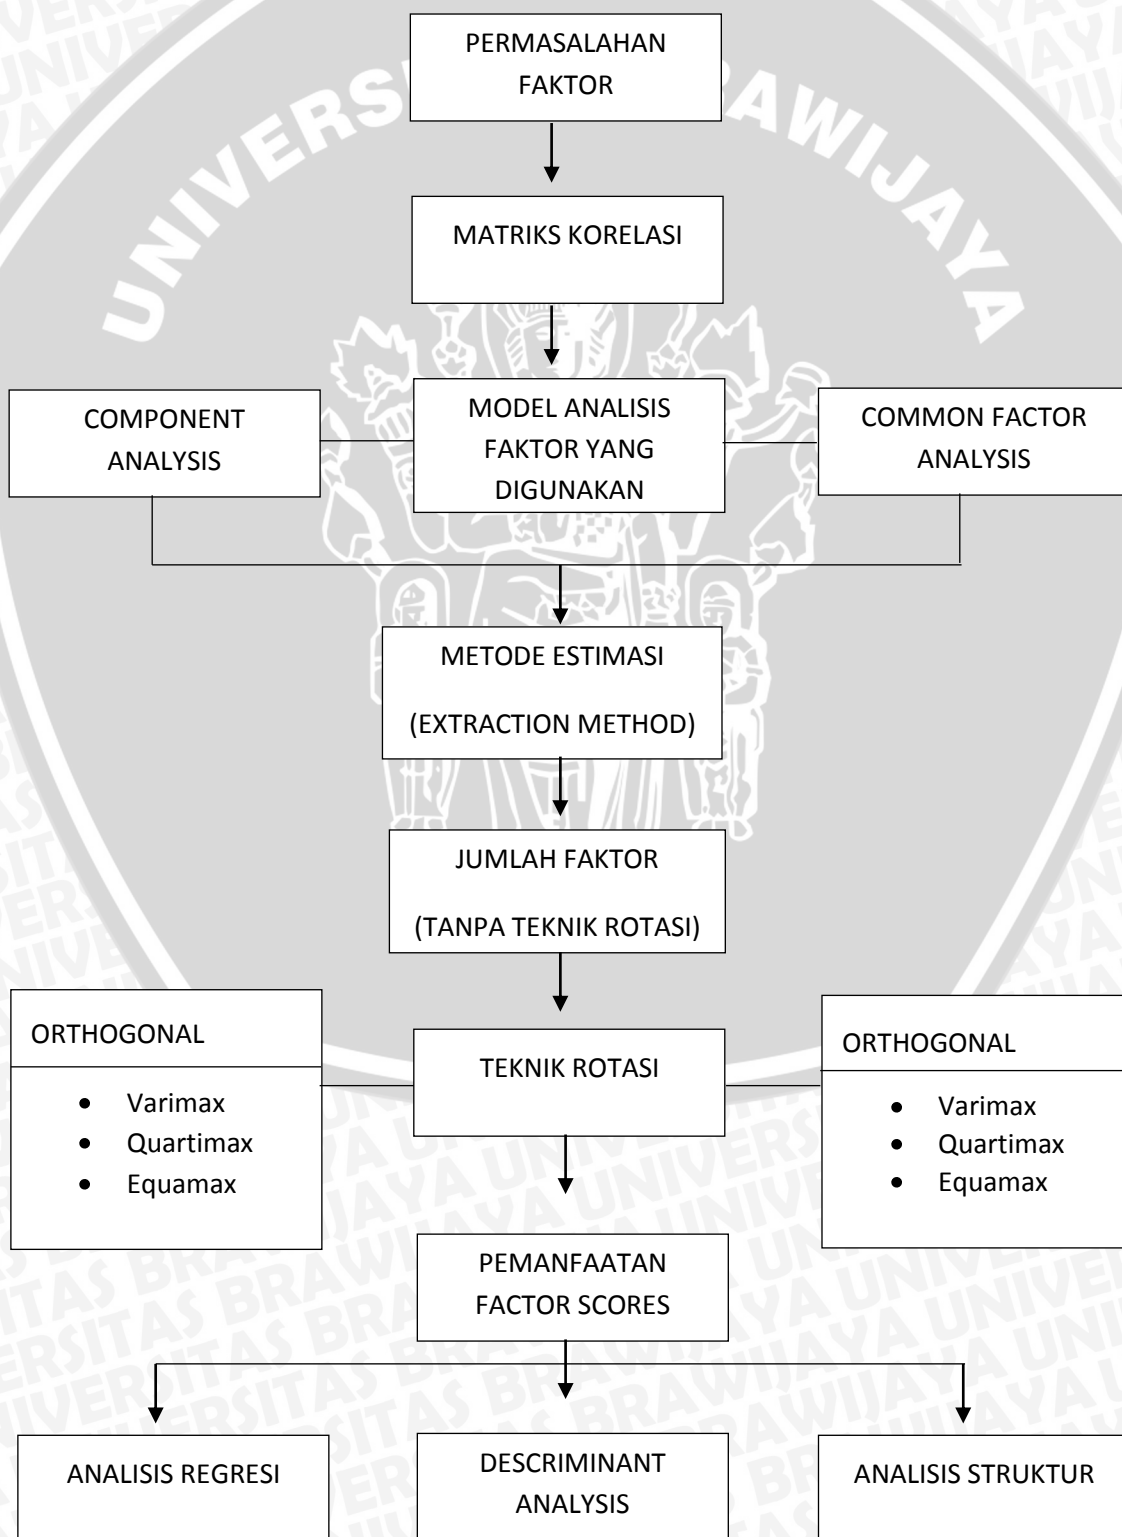 PERMASALAHAN
FAKTOR
MATRIKS KORELASI
COMPONENT
ANALYSIS
MODEL ANALISIS
FAKTOR YANG
DIGUNAKAN
COMMON FACTOR
ANALYSIS
METODE ESTIMASI
(EXTRACTION METHOD)
JUMLAH FAKTOR
(TANPA TEKNIK ROTASI)
ORTHOGONAL
• Varimax
• Quartimax
• Equamax
TEKNIK ROTASI
ORTHOGONAL
• Varimax
• Quartimax
• Equamax
PEMANFAATAN
FACTOR SCORES
ANALISIS REGRESI
DESCRIMINANT
ANALYSIS
ANALISIS STRUKTUR